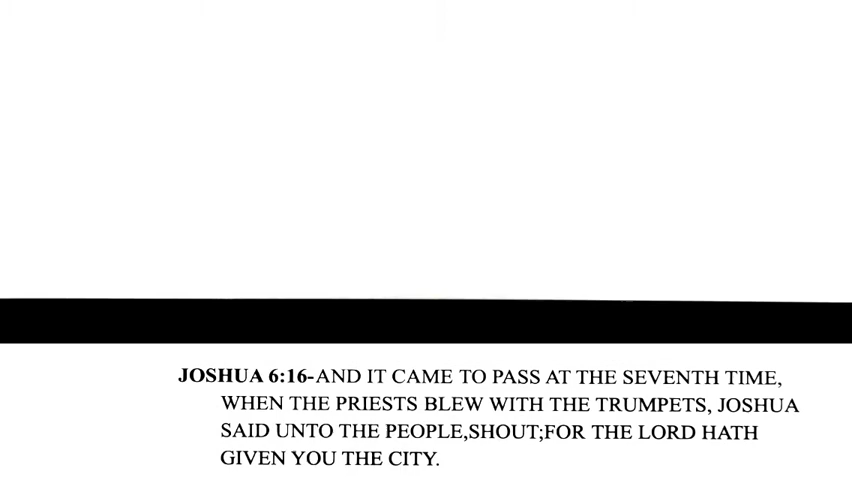 JOSHUA 6:16-AND IT CAME TO PASS AT THE SEVENTH TIME,
WHEN THE PRIESTS BLEW WITH THE TRUMPETS, JOSHUA
SAID UNTO THE PEOPLE,SHOUT;FOR THE LORD HATH
GIVEN YOU THE CITY.